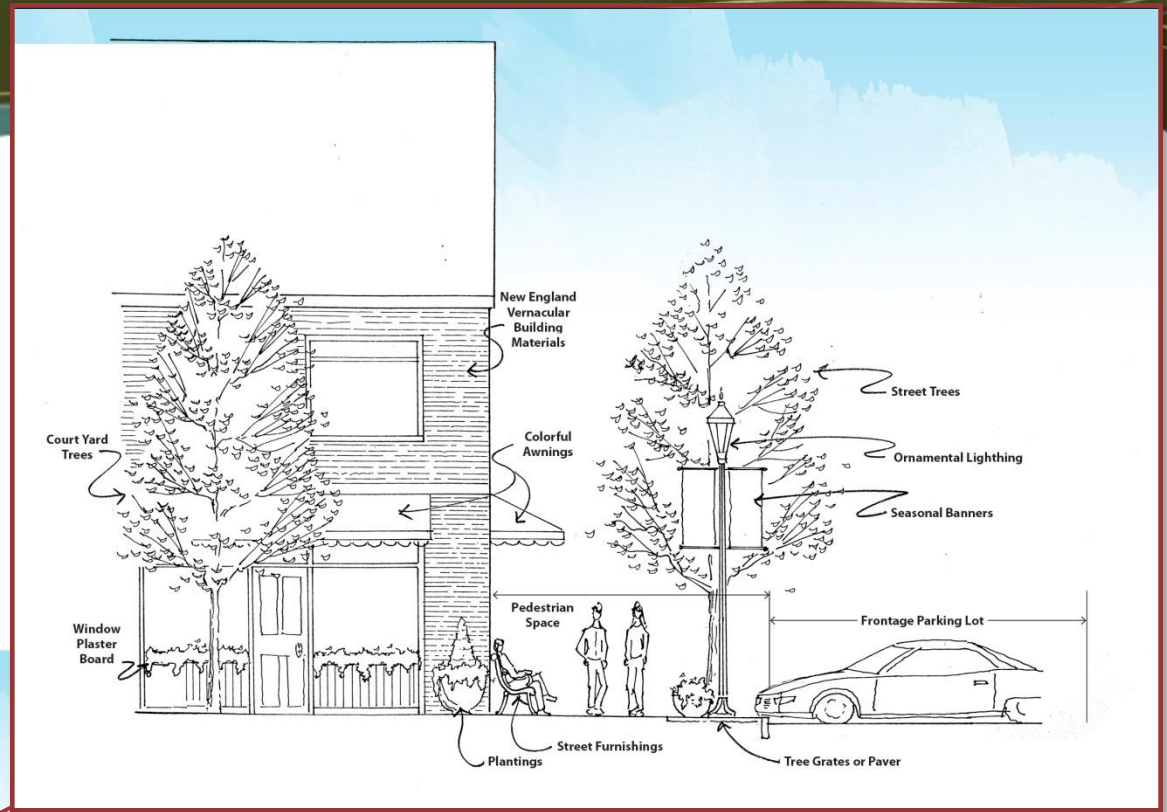 New England
Vernacular
Building
Materials
Street Trees
Court Yard
Trees
Colorful
Awnings
Ornamental Lighthing
Seasonal Banners
Pedestrian
Space
Frontage Parking Lot
Window
Plaster
Board
Street Furnishings
Plantings
Tree Grates or Paver